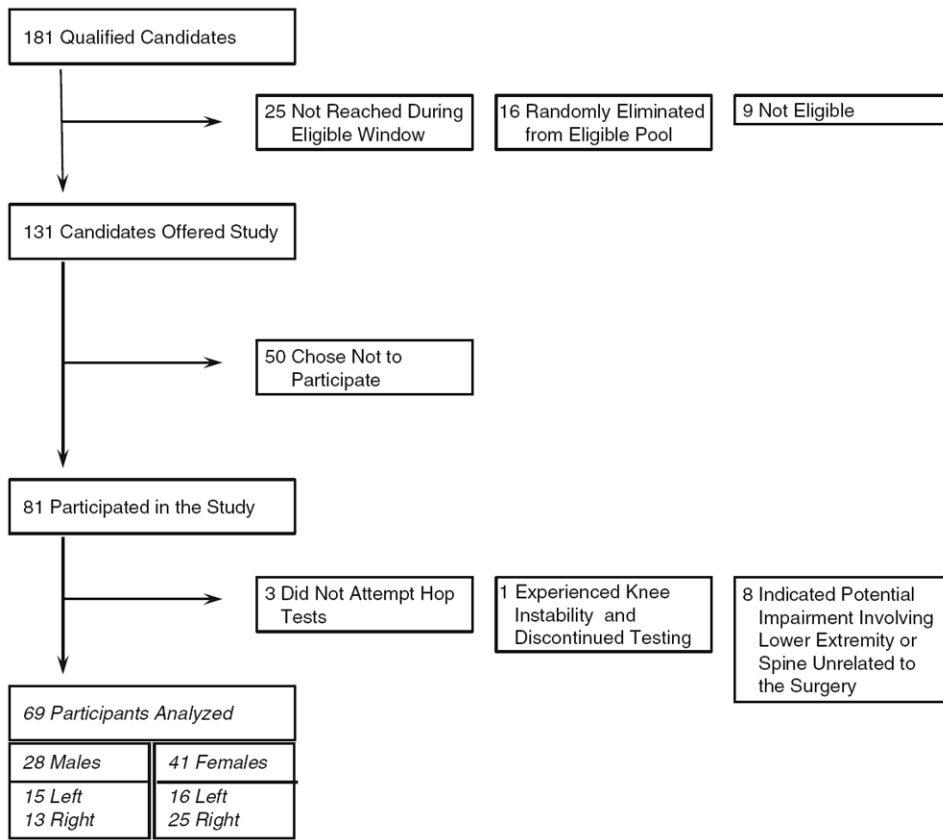 181 Qualified Candidates
25 Not Reached During
Eligible Window
16 Randomly Eliminated
from Eligible Pool
9 Not Eligible
131 Candidates Offered Study
50 Chose Not to
Participate
81 Participated in the Study
3 Did Not Attempt Hop
Tests
1 Experienced Knee
Instability and
Discontinued Testing
8 Indicated Potential
Impairment Involving
Lower Extremity or
Spine Unrelated to
the Surgery
69 Participants Analyzed
28 Males
15 Left
13 Right
41 Females
16 Left
25 Right